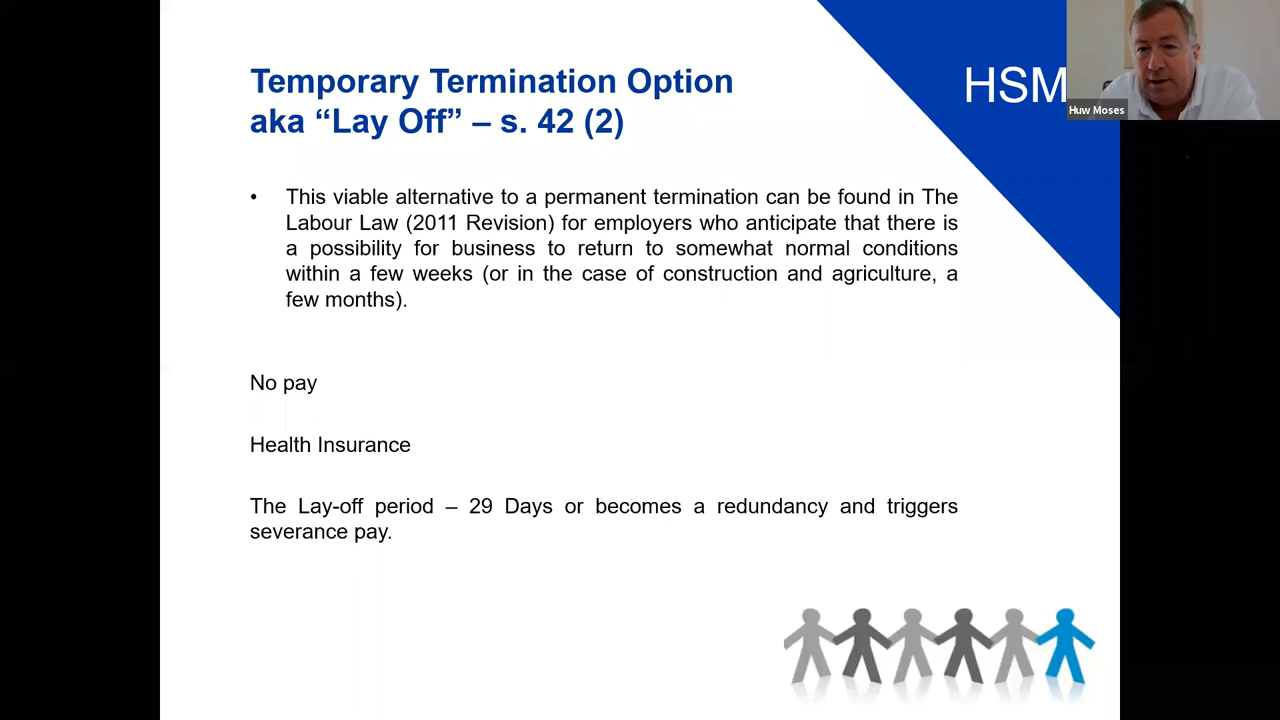 Temporary Termination Option
aka “Lay Off” – s. 42 (2)
HSM
Huw Moses
• This viable alternative to a permanent termination can be found in The
Labour Law (2011 Revision) for employers who anticipate that there is
a possibility for business to return to somewhat normal conditions
within a few weeks (or in the case of construction and agriculture, a
few months).
No pay
Health Insurance
The Lay-off period – 29 Days or becomes a redundancy and triggers
severance pay.